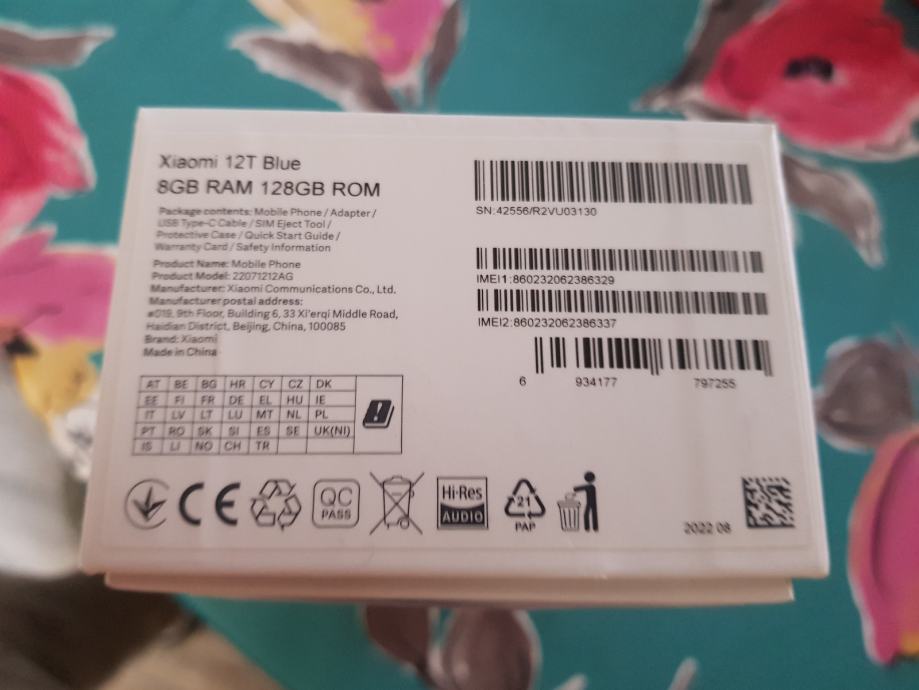 Xiaomi 12T Blue
8GB RAM 128GB ROM
Package contents: Mobile Phone / Adapter /
USB Type-C Cable / SIM Eject Tool /
Protective Case / Quick Start Guide /
Warranty Card / Safety Information
Product Name: Mobile Phone
Product Model: 22071212AG
Manufacturer: Xiaomi Communications Co., Ltd.
Manufacturer postal address:
#019, 9th Floor, Building 6, 33 Xi'erqi Middle Road,
Haidian District, Beijing, China, 100085
Brand: Xiaomi
Made in China
AT BE BG HR CY CZ DK
EE FI FR DE EL HU IE
IT LV LT LU MT NL PL
PT RO SK SI ES SE UK(NI)
IS LI NO CH TR
SN:42556/R2VU03130
IMEI1:860232062386329
IMEI2:860232062386337
6 934177 797255
CE
QC
PASS
Hi-Res
AUDIO
21
PAP
2022 08